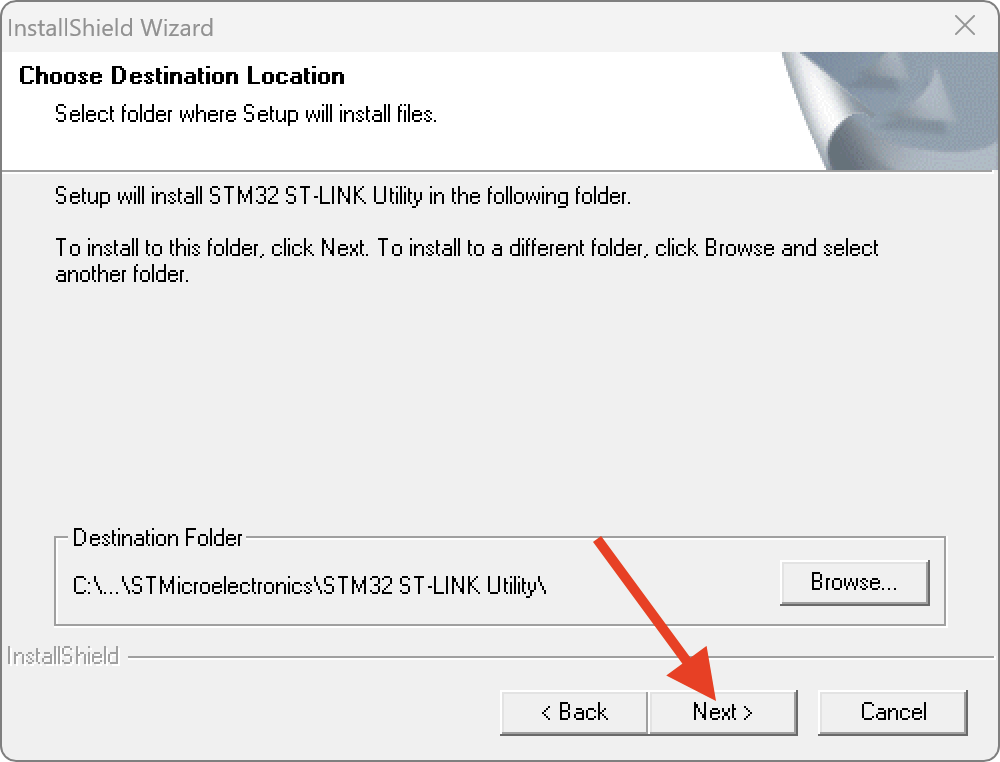 InstallShield Wizard
Choose Destination Location
Select folder where Setup will install files.
Setup will install STM32 ST-LINK Utility in the following folder.
To install to this folder, click Next. To install to a different folder, click Browse and select
another folder.
Destination Folder
C:\...\STMicroelectronics\STM32 ST-LINK Utility\
Browse...
InstallShield
< Back
Next >
Cancel